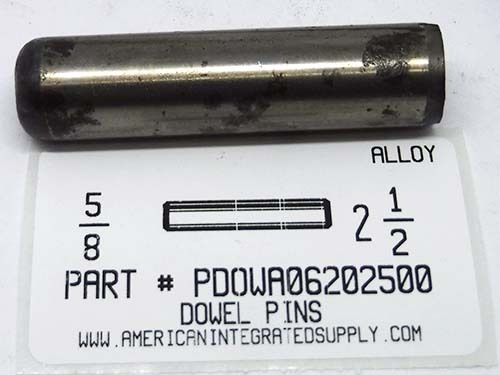 ALLOY
5/8
2 1/2
PART # PDOWA06202500
DOWEL PINS
WWW.AMERICANINTEGRATEDSUPPLY.COM